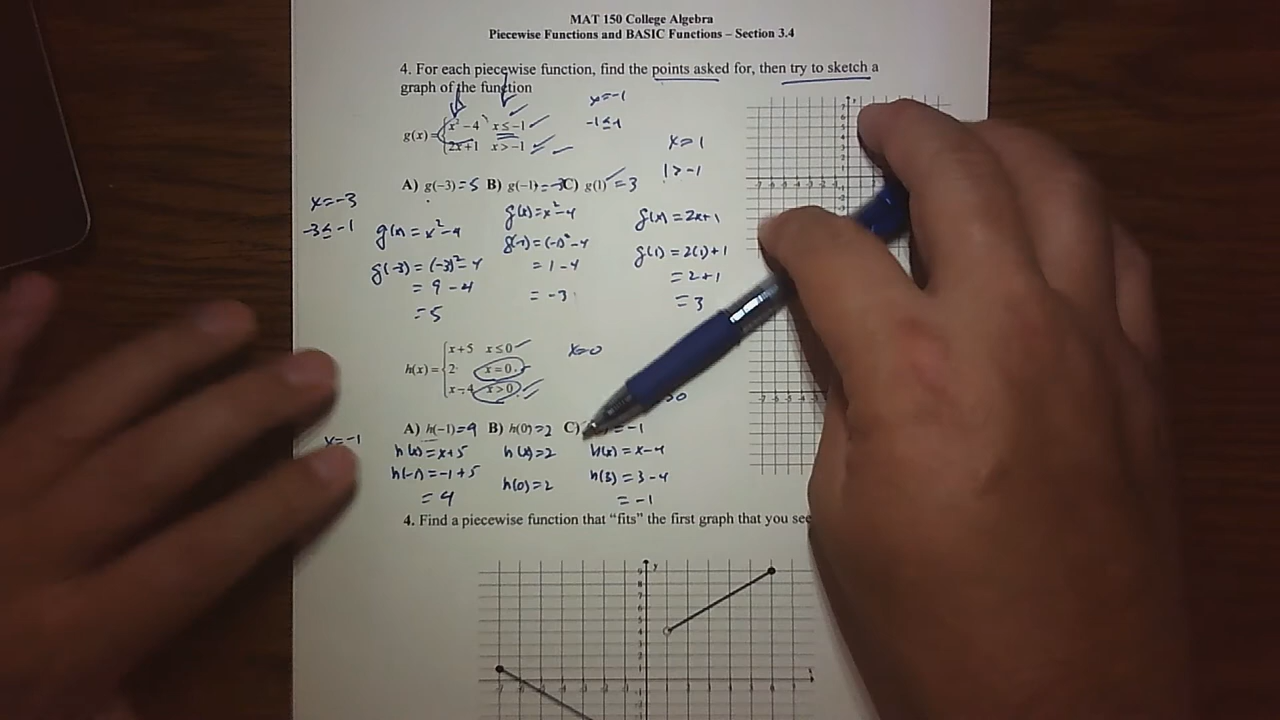 MAT 150 College Algebra
Piecewise Functions and BASIC Functions – Section 3.4
4. For each piecewise function, find the points asked for, then try to sketch a
graph of the function
x=-1
g(x) = x² – 4 x ≤ –1
-1≤-1
2x+1 x > –1
x=1
1>-1
A) g(–3) =5 B) g(–1) =-3 C) g(1) =3
x=-3
-3≤-1
g(x)=x²-4
g(x)=x²-4
g(x)=2x+1
g(-3)=(-3)²-4
g(-1)=(-1)²-4
g(1)=2(1)+1
=9-4
=1-4
=2+1
=5
=-3
=3
x+5 x ≤ 0
x=0
h(x) = 2 x = 0
x – 4 x > 0
A) h(–1) = B) h(0) =2 C) =-1
x=-1
h(x)=x+5 h(x)=2 h(x)=x-4
h(-1)=-1+5 h(0)=2 h(3)=3-4
=4 =-1
4. Find a piecewise function that “fits” the first graph that you see